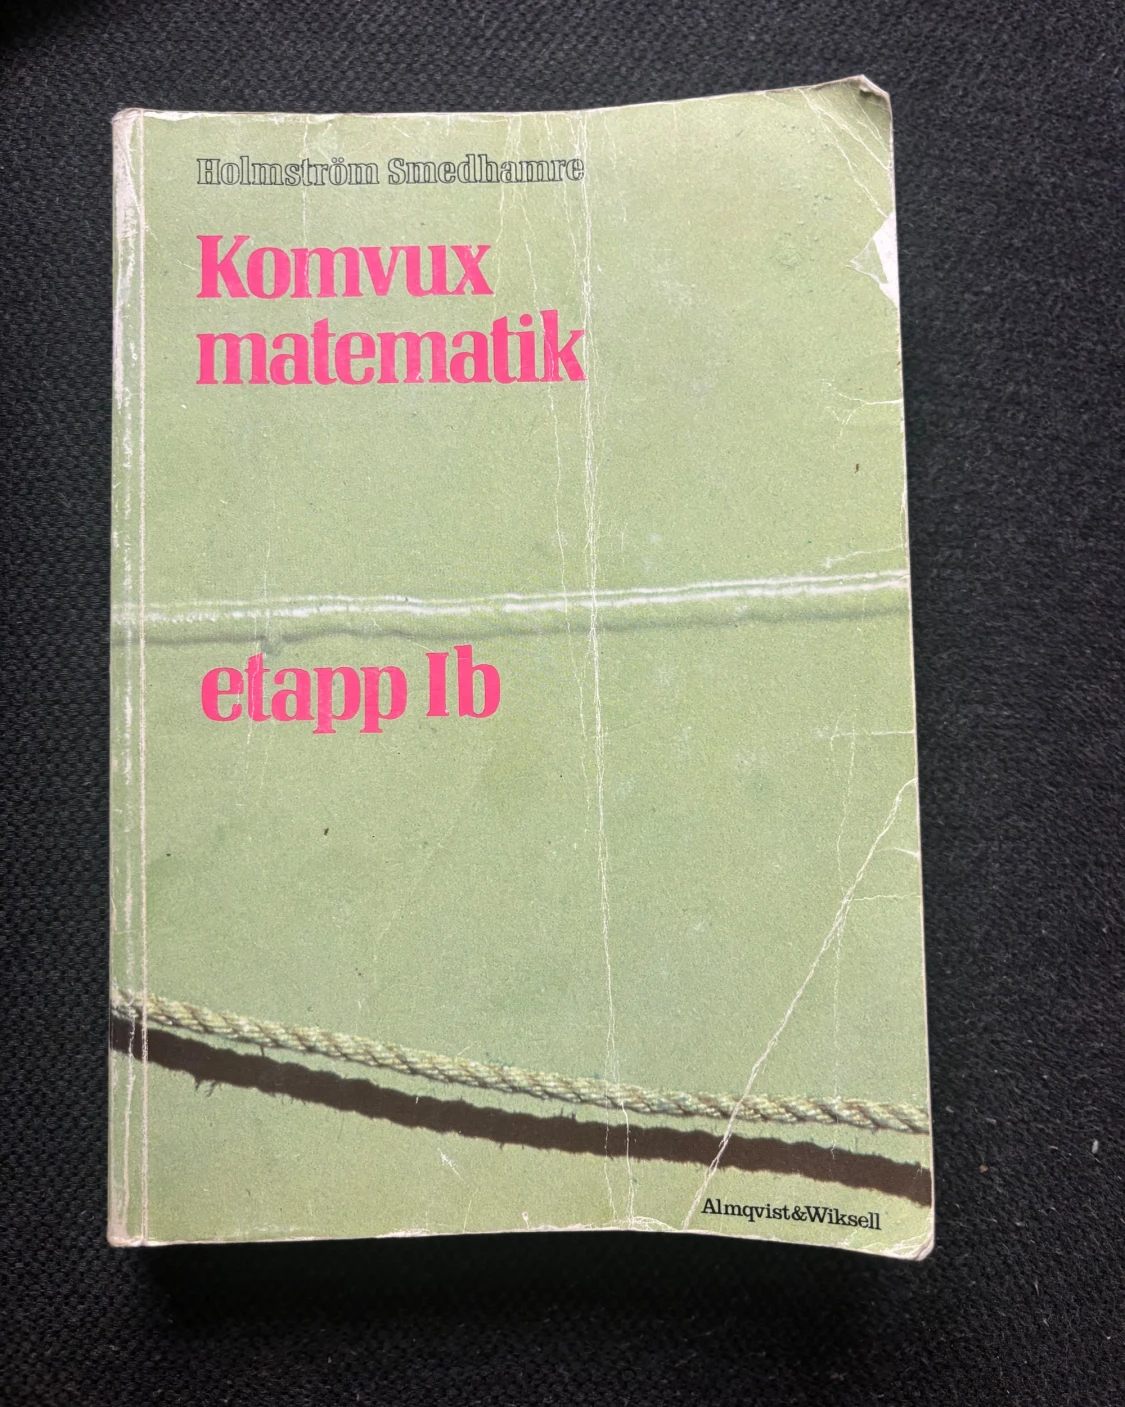 Holmström Smedhamre
Komvux
matematik
etapp Ib
Almqvist&Wiksell